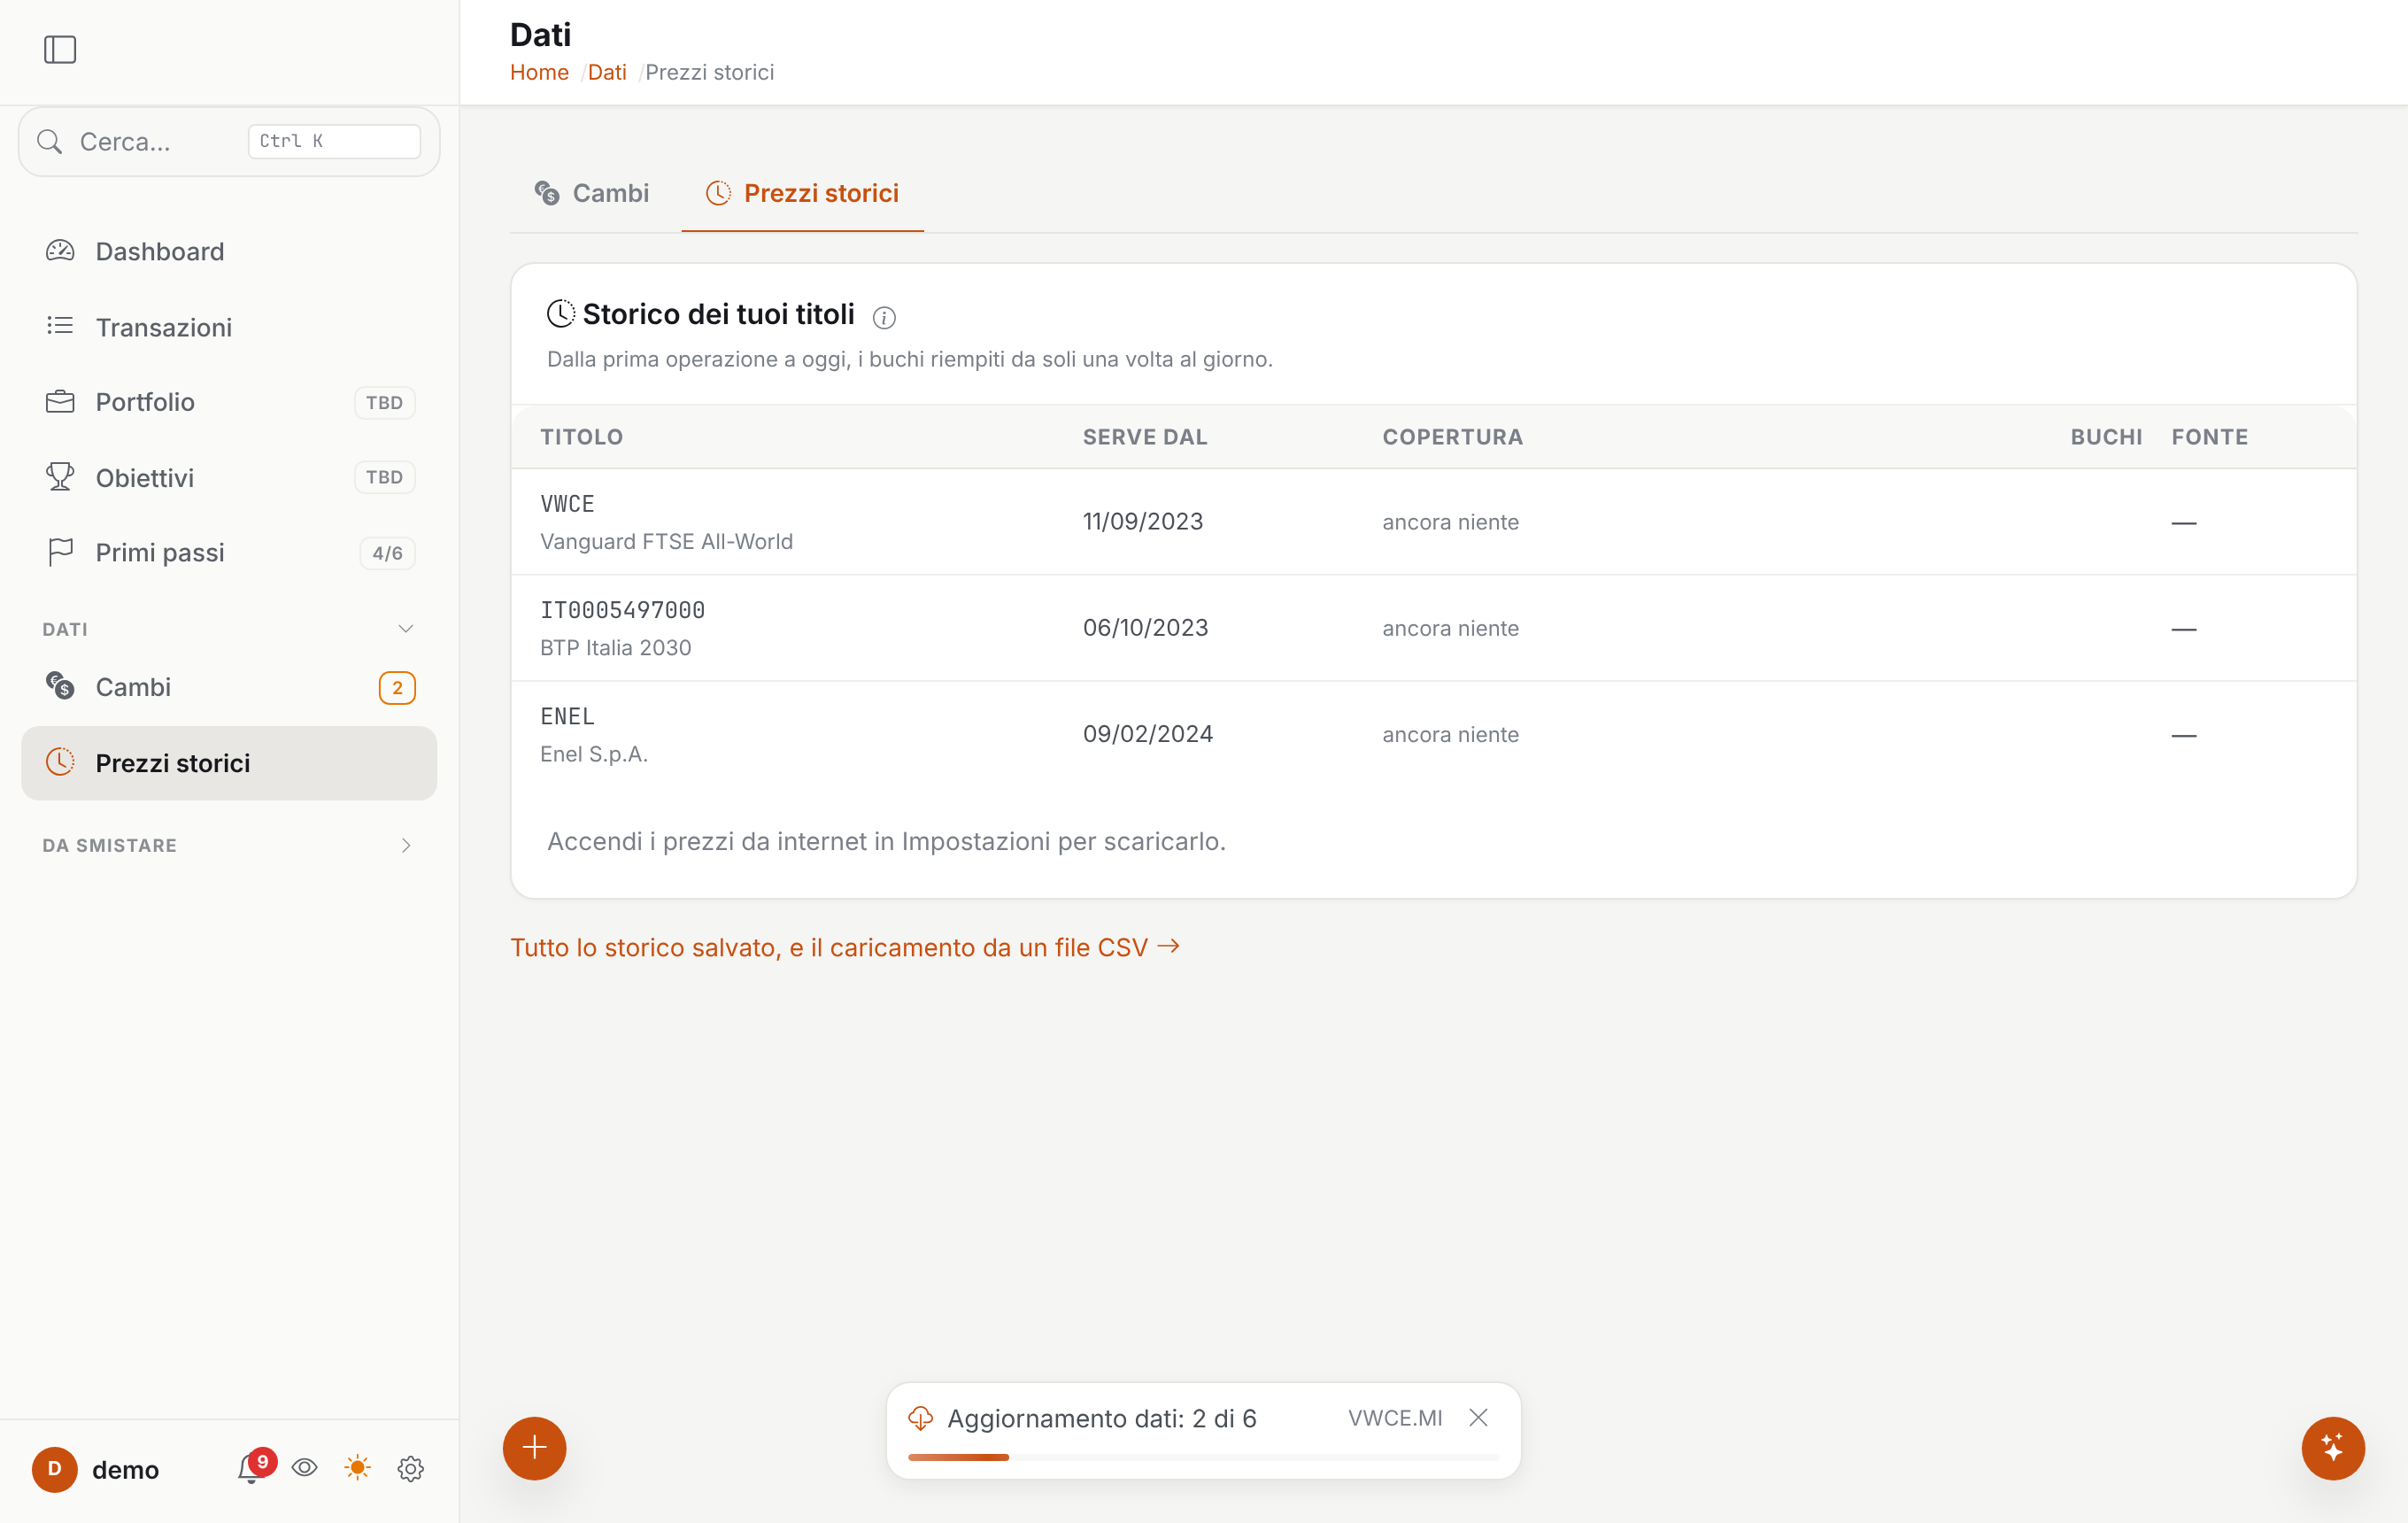 Dati
Home / Dati / Prezzi storici
Cerca...
Ctrl K
Dashboard
Transazioni
Portfolio TBD
Obiettivi TBD
Primi passi 4/6
DATI
Cambi 2
Prezzi storici
DA SMISTARE
D demo 9
Cambi
Prezzi storici
Storico dei tuoi titoli
Dalla prima operazione a oggi, i buchi riempiti da soli una volta al giorno.
TITOLO SERVE DAL COPERTURA BUCHI FONTE
VWCE
Vanguard FTSE All-World
11/09/2023
ancora niente
—
IT0005497000
BTP Italia 2030
06/10/2023
ancora niente
—
ENEL
Enel S.p.A.
09/02/2024
ancora niente
—
Accendi i prezzi da internet in Impostazioni per scaricarlo.
Tutto lo storico salvato, e il caricamento da un file CSV →
Aggiornamento dati: 2 di 6 VWCE.MI